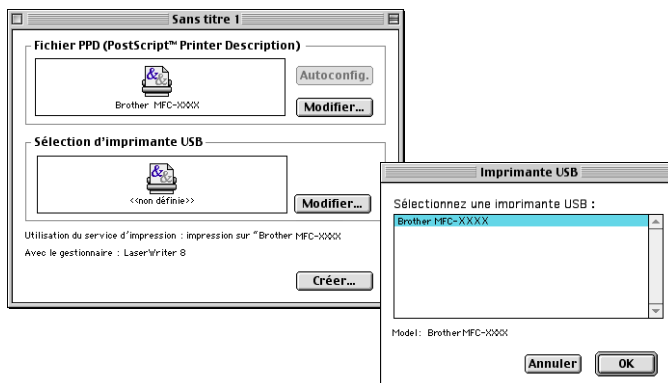 Sans titre 1
Fichier PPD (PostScript™ Printer Description)
Brother MFC-XXXX
Autoconfig.
Modifier...
Sélection d'imprimante USB
<<non définie>>
Modifier...
Utilisation du service d'impression : impression sur "Brother MFC-XXXX
Avec le gestionnaire : LaserWriter 8
Créer...
Imprimante USB
Sélectionnez une imprimante USB :
Brother MFC-XXXX
Model: Brother MFC-XXXX
Annuler
OK